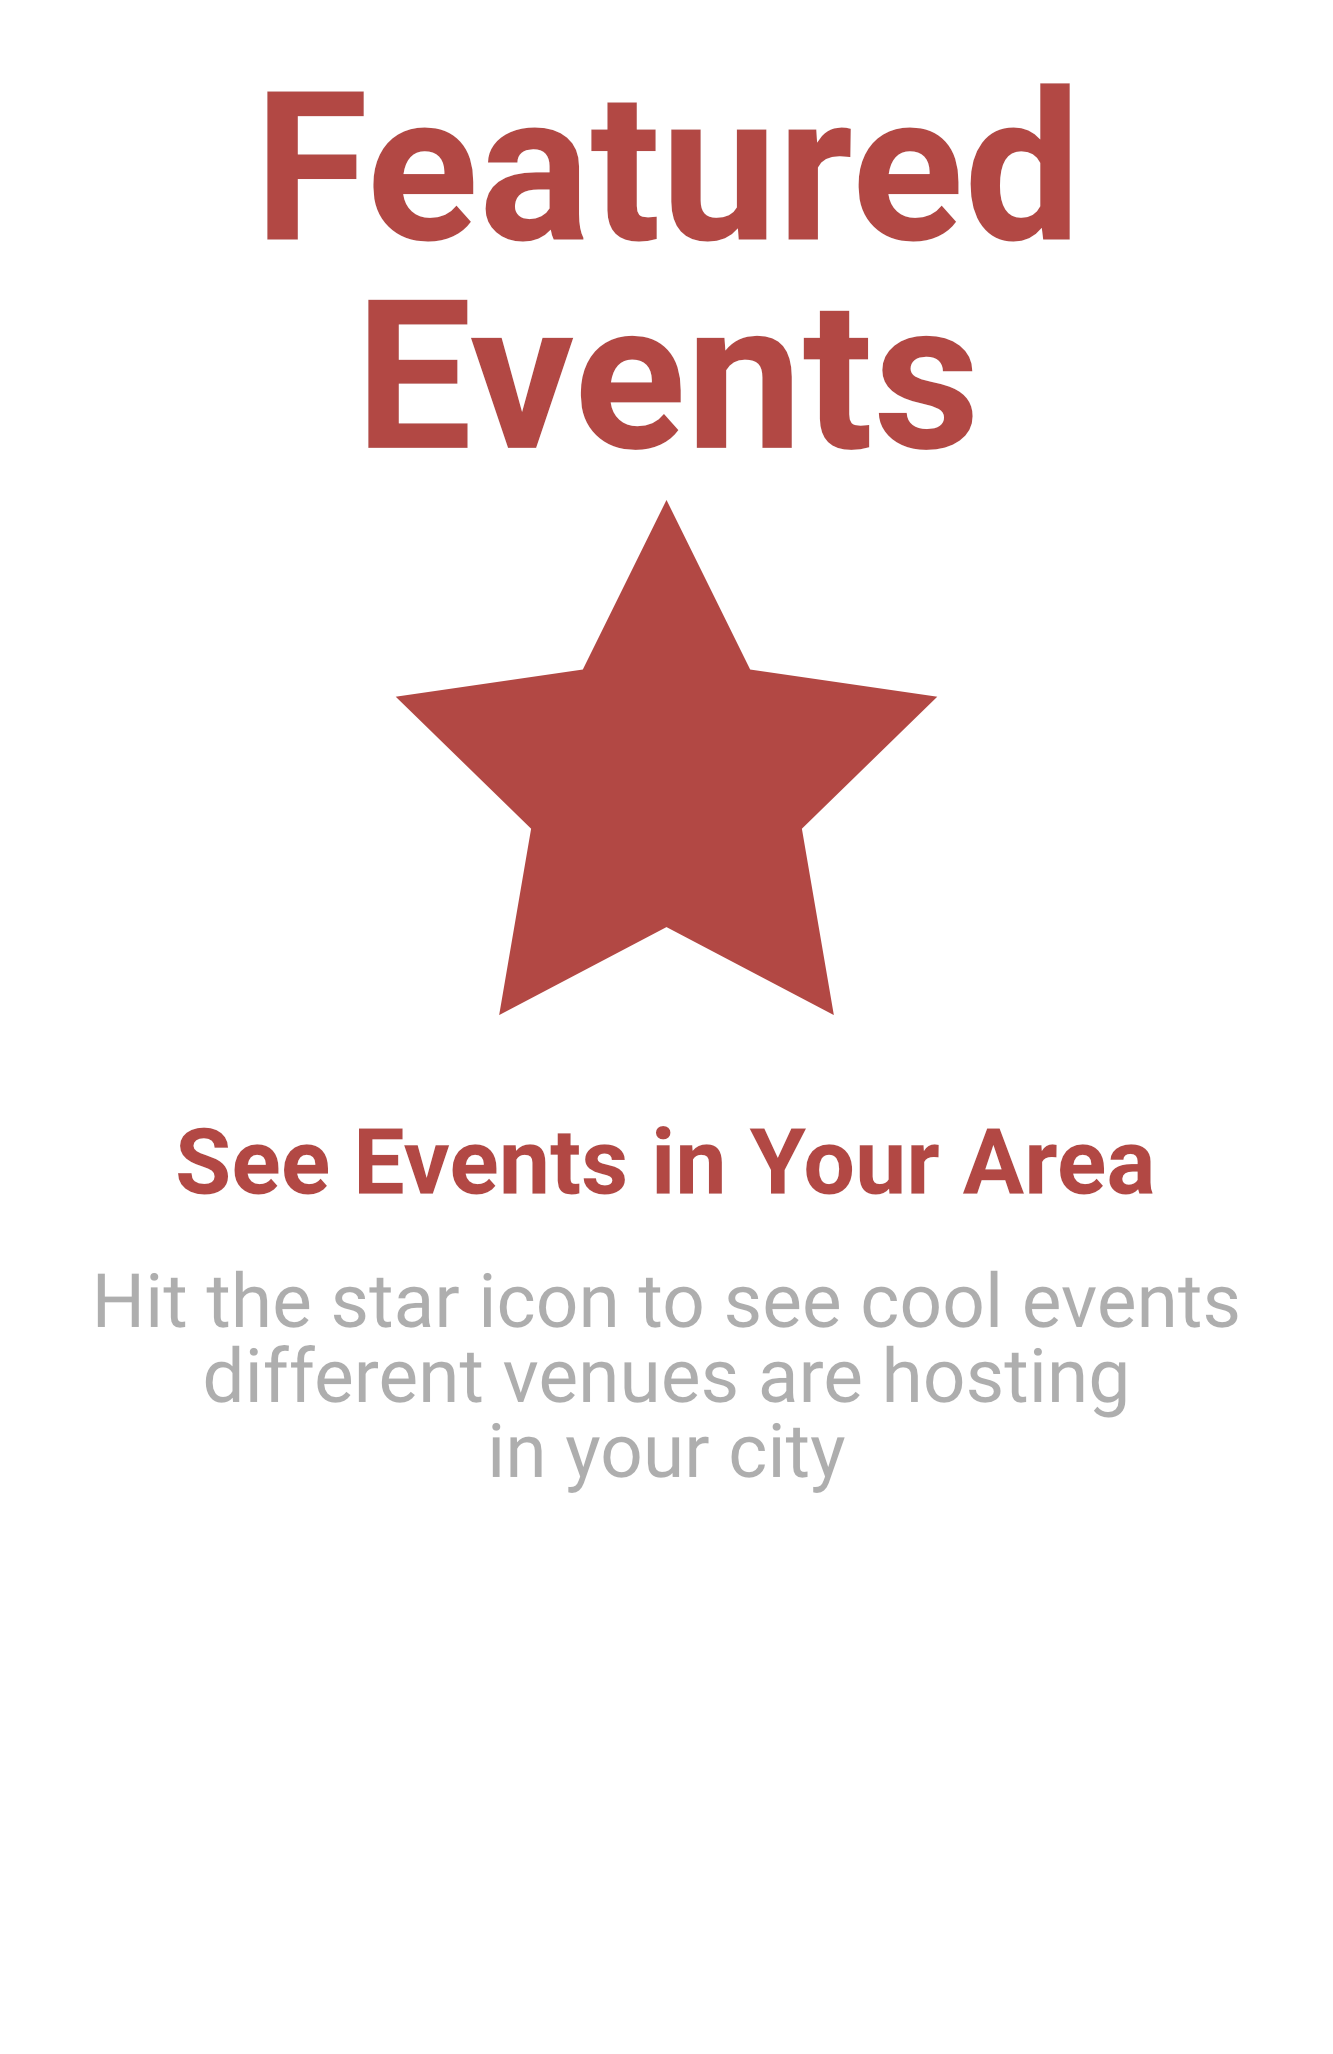 Featured
Events
See Events in Your Area
Hit the star icon to see cool events
different venues are hosting
in your city